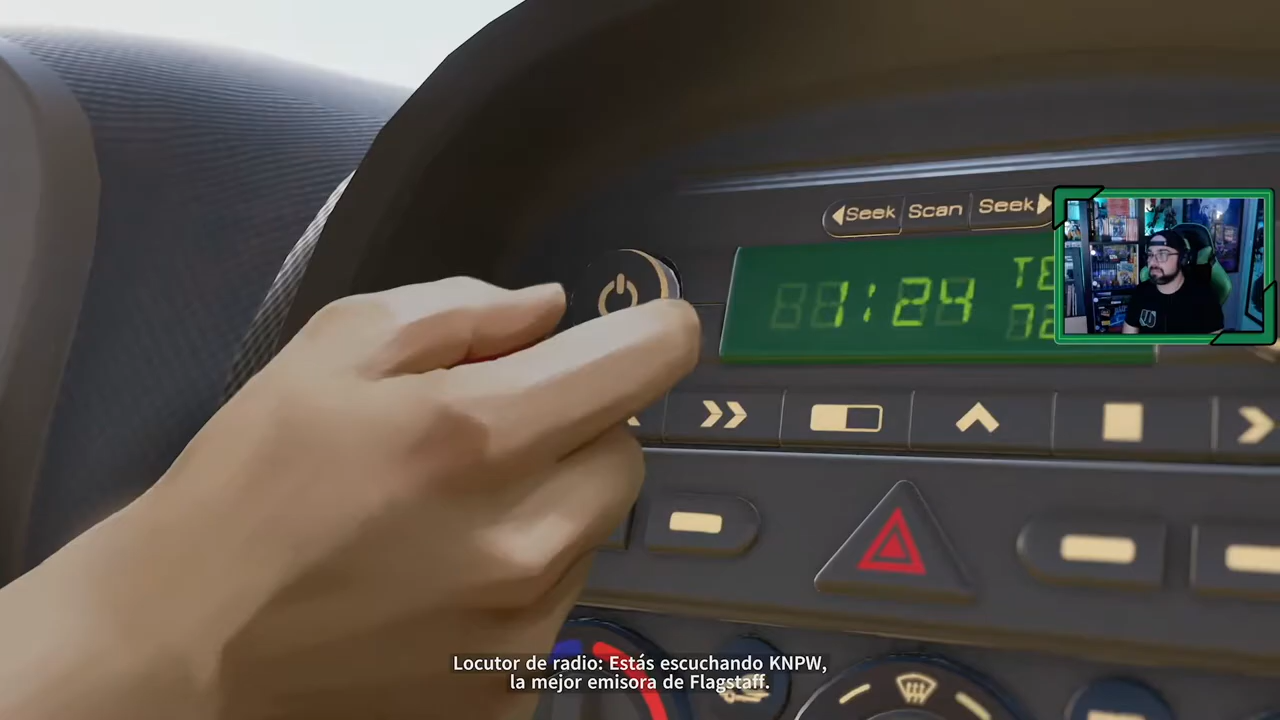 Seek Scan Seek
1:24
Locutor de radio: Estás escuchando KNPW,
la mejor emisora de Flagstaff.